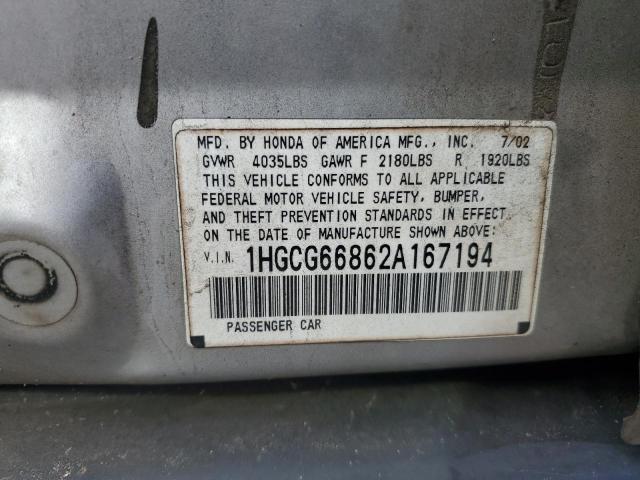 MFD. BY HONDA OF AMERICA MFG., INC. 7/02
GVWR 4035LBS GAWR F 2180LBS R 1920LBS
THIS VEHICLE CONFORMS TO ALL APPLICABLE
FEDERAL MOTOR VEHICLE SAFETY, BUMPER,
AND THEFT PREVENTION STANDARDS IN EFFECT
ON THE DATE OF MANUFACTURE SHOWN ABOVE:
V.I.N. 1HGCG66862A167194
PASSENGER CAR